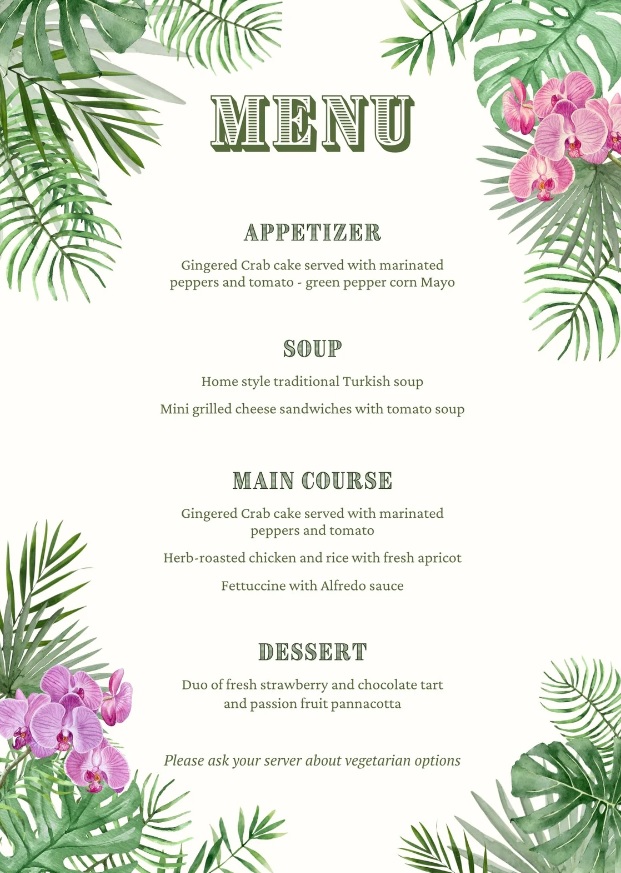 MENU
APPETIZER
Gingered Crab cake served with marinated
peppers and tomato - green pepper corn Mayo
SOUP
Home style traditional Turkish soup
Mini grilled cheese sandwiches with tomato soup
MAIN COURSE
Gingered Crab cake served with marinated
peppers and tomato
Herb-roasted chicken and rice with fresh apricot
Fettuccine with Alfredo sauce
DESSERT
Duo of fresh strawberry and chocolate tart
and passion fruit pannacotta
Please ask your server about vegetarian options